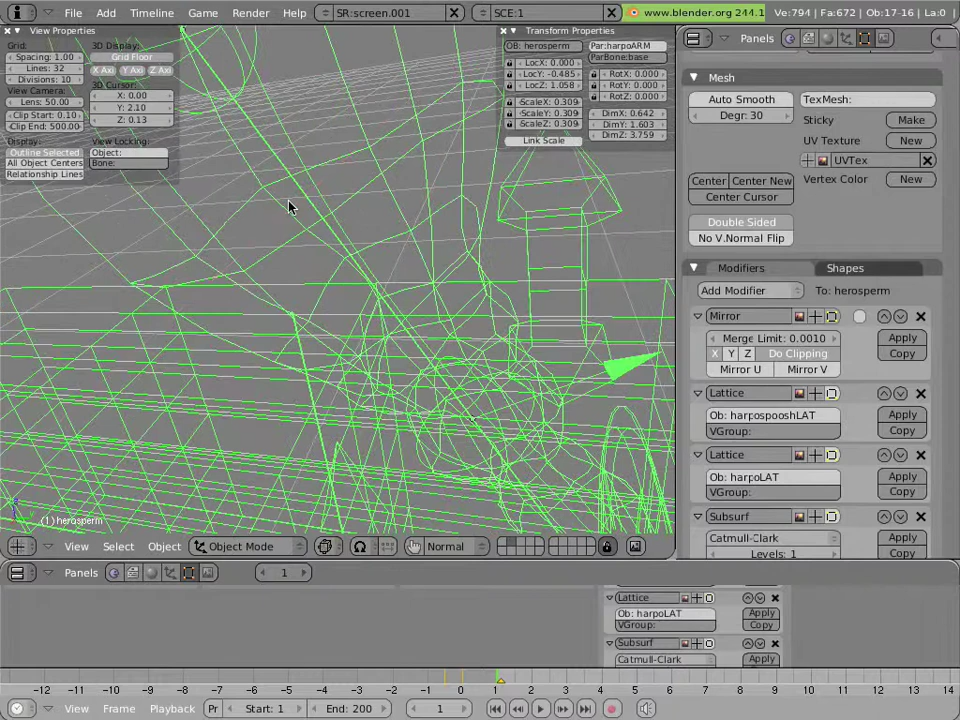 File Add Timeline Game Render Help SR:screen.001 SCE:1 www.blender.org 244.1 Ve:794 | Fa:672 | Ob:17-16 | La:0
View Properties
Grid:
Spacing: 1.00
Lines: 32
Divisions: 10
View Camera:
Lens: 50.00
Clip Start: 0.10
Clip End: 500.00
Display:
Outline Selected
All Object Centers
Relationship Lines
3D Display:
Grid Floor
X Axi Y Axi Z Axi
3D Cursor:
X: 0.00
Y: 2.10
Z: 0.13
View Locking:
Object:
Bone:
Transform Properties
OB: herosperm Par:harpoARM
ParBone:base
LocX: 0.000 RotX: 0.000
LocY: -0.485 RotY: 0.000
LocZ: 1.058 RotZ: 0.000
ScaleX: 0.309 DimX: 0.642
ScaleY: 0.309 DimY: 1.603
ScaleZ: 0.309 DimZ: 3.759
Link Scale
(1) herosperm
View Select Object Object Mode Normal
Panels
Mesh
Auto Smooth
Degr: 30
TexMesh:
Sticky Make
UV Texture New
UVTex
Vertex Color New
Center Center New
Center Cursor
Double Sided
No V.Normal Flip
Modifiers Shapes
Add Modifier To: herosperm
Mirror
Merge Limit: 0.0010 Apply
X Y Z Do Clipping Copy
Mirror U Mirror V
Lattice
Ob: harpospooshLAT Apply
VGroup: Copy
Lattice
Ob: harpoLAT Apply
VGroup: Copy
Subsurf
Catmull-Clark Apply
Levels: 1 Copy
Panels 1
Lattice
Ob: harpoLAT Apply
VGroup: Copy
Subsurf
Catmull-Clark Apply
-12 -11 -10 -9 -8 -7 -6 -5 -4 -3 -2 -1 0 1 2 3 4 5 6 7 8 9 10 11 12 13 14
View Frame Playback Pr Start: 1 End: 200 1